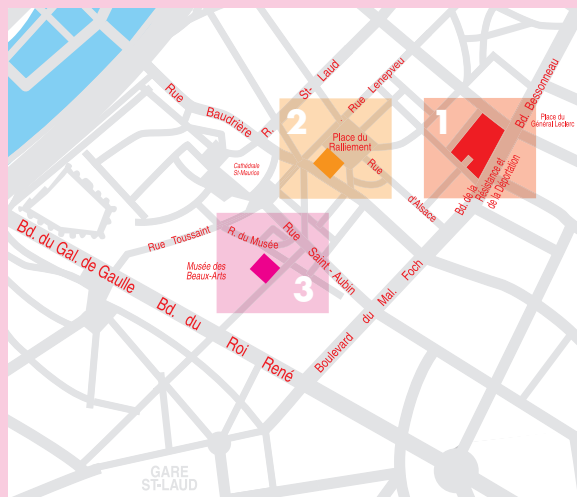 Rue
Baudrière
R.
St- Laud
Rue Lenepveu
Bd. Bessonneau
Place du
Général Leclerc
1
2
Place du
Ralliement
Rue
d'Alsace
Bd. de la
Résistance et
de la Déportation
Cathédrale
St-Maurice
Rue Toussaint
R. du Musée
Rue Saint - Aubin
Musée des
Beaux-Arts
3
Bd. du Gal. de Gaulle
Bd. du Roi René
Boulevard du Mal. Foch
GARE
ST-LAUD